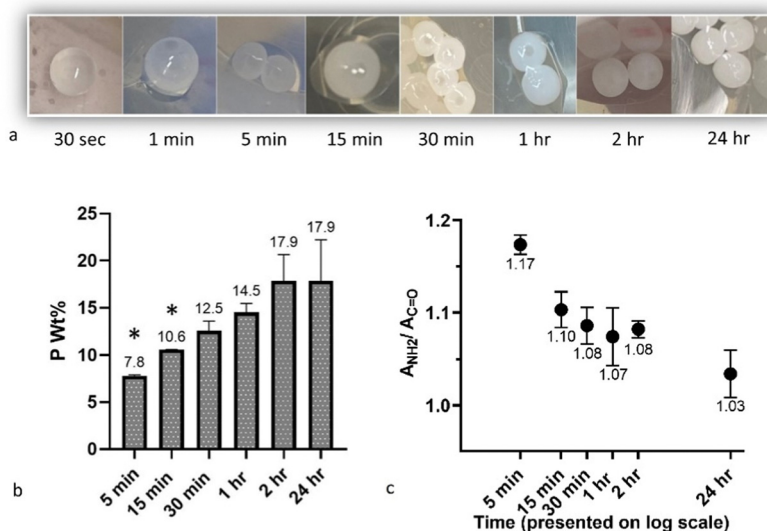 a 30 sec 1 min 5 min 15 min 30 min 1 hr 2 hr 24 hr
25
20
15
10
5
0
P Wt%
*
7.8
*
10.6
12.5
14.5
17.9
17.9
5 min 15 min 30 min 1 hr 2 hr 24 hr
b
1.2
1.1
1.0
ANH2/ AC=O
1.17
1.10
1.08
1.07
1.08
1.03
5 min 15 min 30 min 1 hr 2 hr 24 hr
c
Time (presented on log scale)